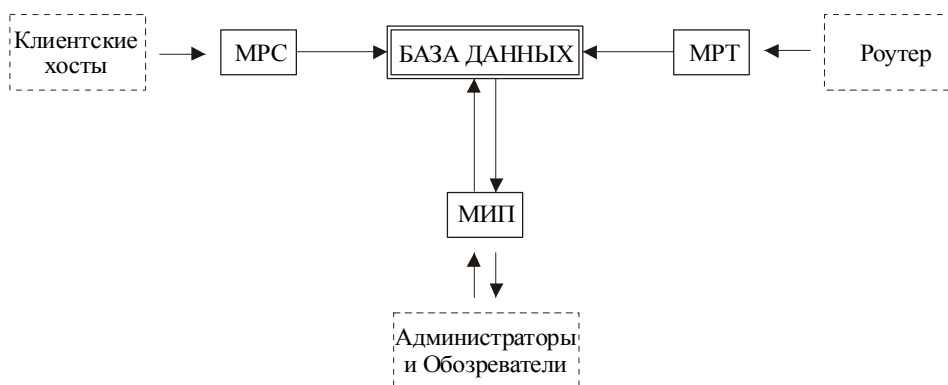 Клиентские
хосты
МРС
БАЗА ДАННЫХ
МРТ
Роутер
МИП
Администраторы
и Обозреватели